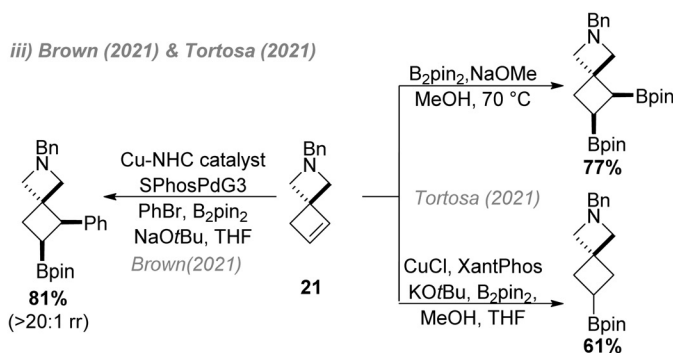 iii) Brown (2021) & Tortosa (2021)
Bn
N
Ph
Bpin
81%
(>20:1 rr)
Cu-NHC catalyst
SPhosPdG3
PhBr, B2pin2
NaOtBu, THF
Brown(2021)
Bn
N
21
B2pin2,NaOMe
MeOH, 70 °C
Tortosa (2021)
CuCl, XantPhos
KOtBu, B2pin2,
MeOH, THF
Bn
N
Bpin
Bpin
77%
Bn
N
Bpin
61%